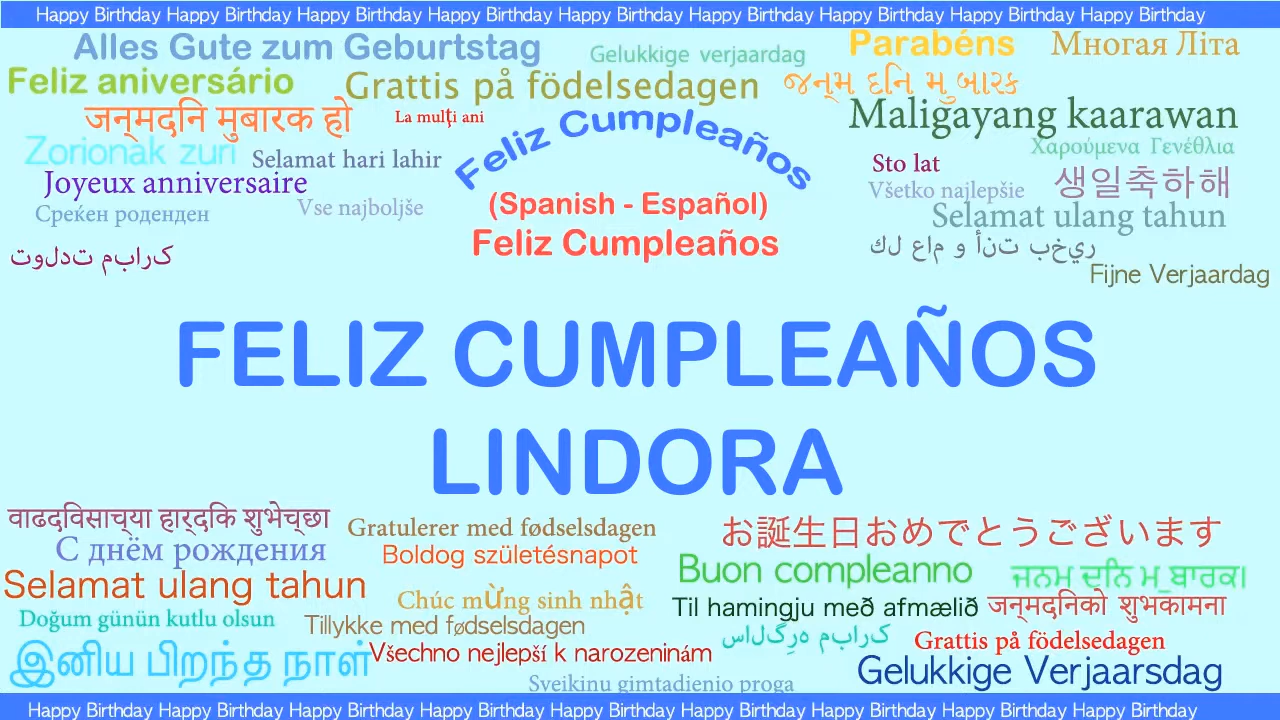 Happy Birthday Happy Birthday Happy Birthday Happy Birthday Happy Birthday Happy Birthday Happy Birthday Happy Birthday Happy Birthday
Alles Gute zum Geburtstag
Gelukkige verjaardag
Parabéns
Многая Літа
Feliz aniversário
Grattis på födelsedagen
જન્મ દિન મુબારક
जन्मदिन मुबारक हो
La mulţi ani
Feliz Cumpleaños
Maligayang kaarawan
Zorionak zuri
Selamat hari lahir
Sto lat
Χαρούμενα Γενέθλια
Joyeux anniversaire
(Spanish - Español)
Všetko najlepšie
생일축하해
Среќен роденден
Vse najboljše
Feliz Cumpleaños
Selamat ulang tahun
تولدت مبارک
كل عام و أنت بخير
Fijne Verjaardag
FELIZ CUMPLEAÑOS
LINDORA
वाढदिवसाच्या हार्दिक शुभेच्छा
Gratulerer med fødselsdagen
お誕生日おめでとうございます
С днём рождения
Boldog születésnapot
Buon compleanno
ਜਨਮ ਦਿਨ ਮੁਬਾਰਕ।
Selamat ulang tahun
Chúc mừng sinh nhật
Til hamingju með afmælið
जन्मदिनको शुभकामना
Doğum günün kutlu olsun
Tillykke med fødselsdagen
سالگرہ مبارک
Grattis på födelsedagen
இனிய பிறந்த நாள்
Všechno nejlepší k narozeninám
Gelukkige Verjaarsdag
Sveikinu gimtadienio proga
Happy Birthday Happy Birthday Happy Birthday Happy Birthday Happy Birthday Happy Birthday Happy Birthday Happy Birthday Happy Birthday